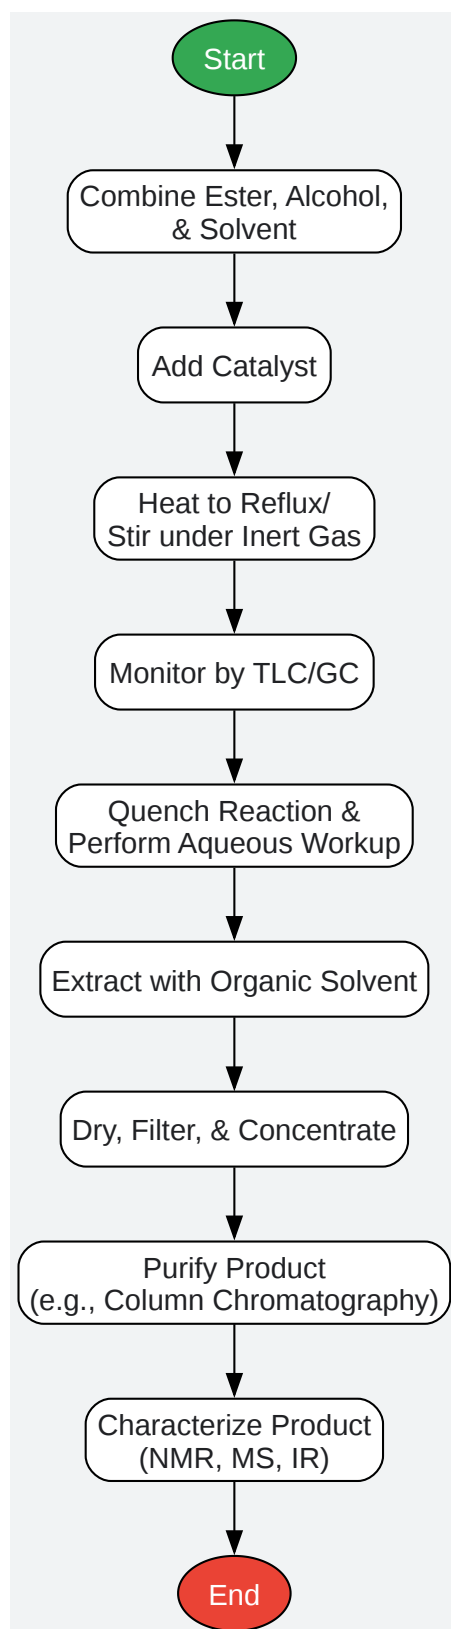 Start
Combine Ester, Alcohol,
& Solvent
Add Catalyst
Heat to Reflux/
Stir under Inert Gas
Monitor by TLC/GC
Quench Reaction &
Perform Aqueous Workup
Extract with Organic Solvent
Dry, Filter, & Concentrate
Purify Product
(e.g., Column Chromatography)
Characterize Product
(NMR, MS, IR)
End